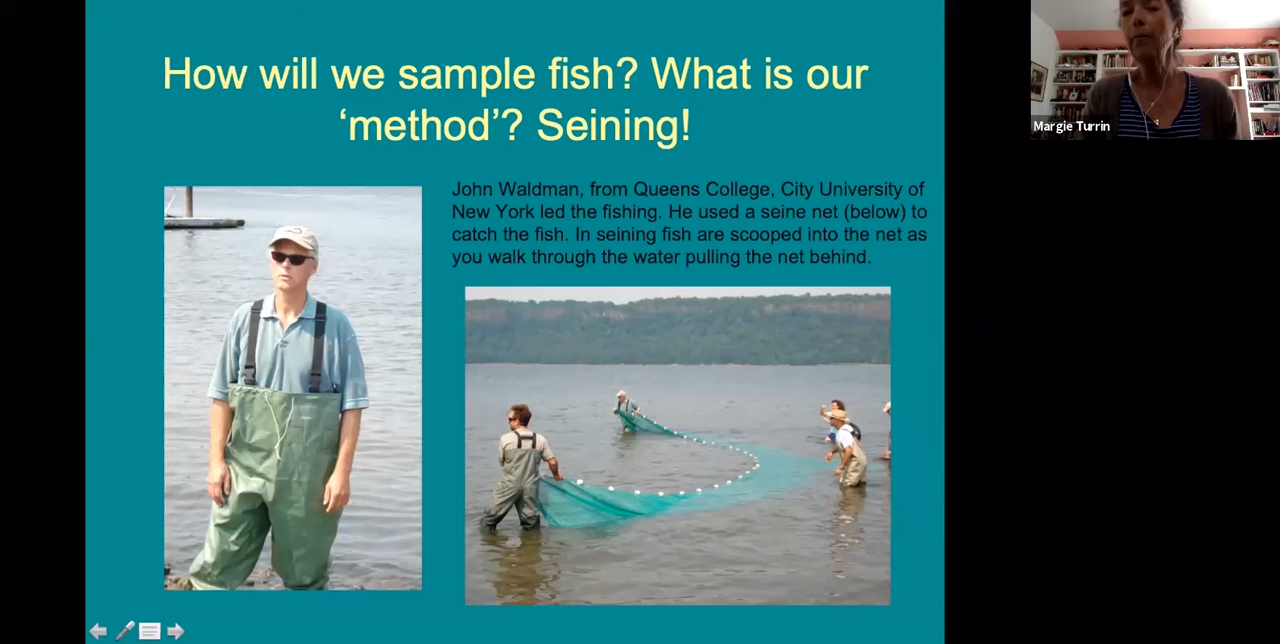 How will we sample fish? What is our
‘method’? Seining!
John Waldman, from Queens College, City University of
New York led the fishing. He used a seine net (below) to
catch the fish. In seining fish are scooped into the net as
you walk through the water pulling the net behind.
Margie Turrin